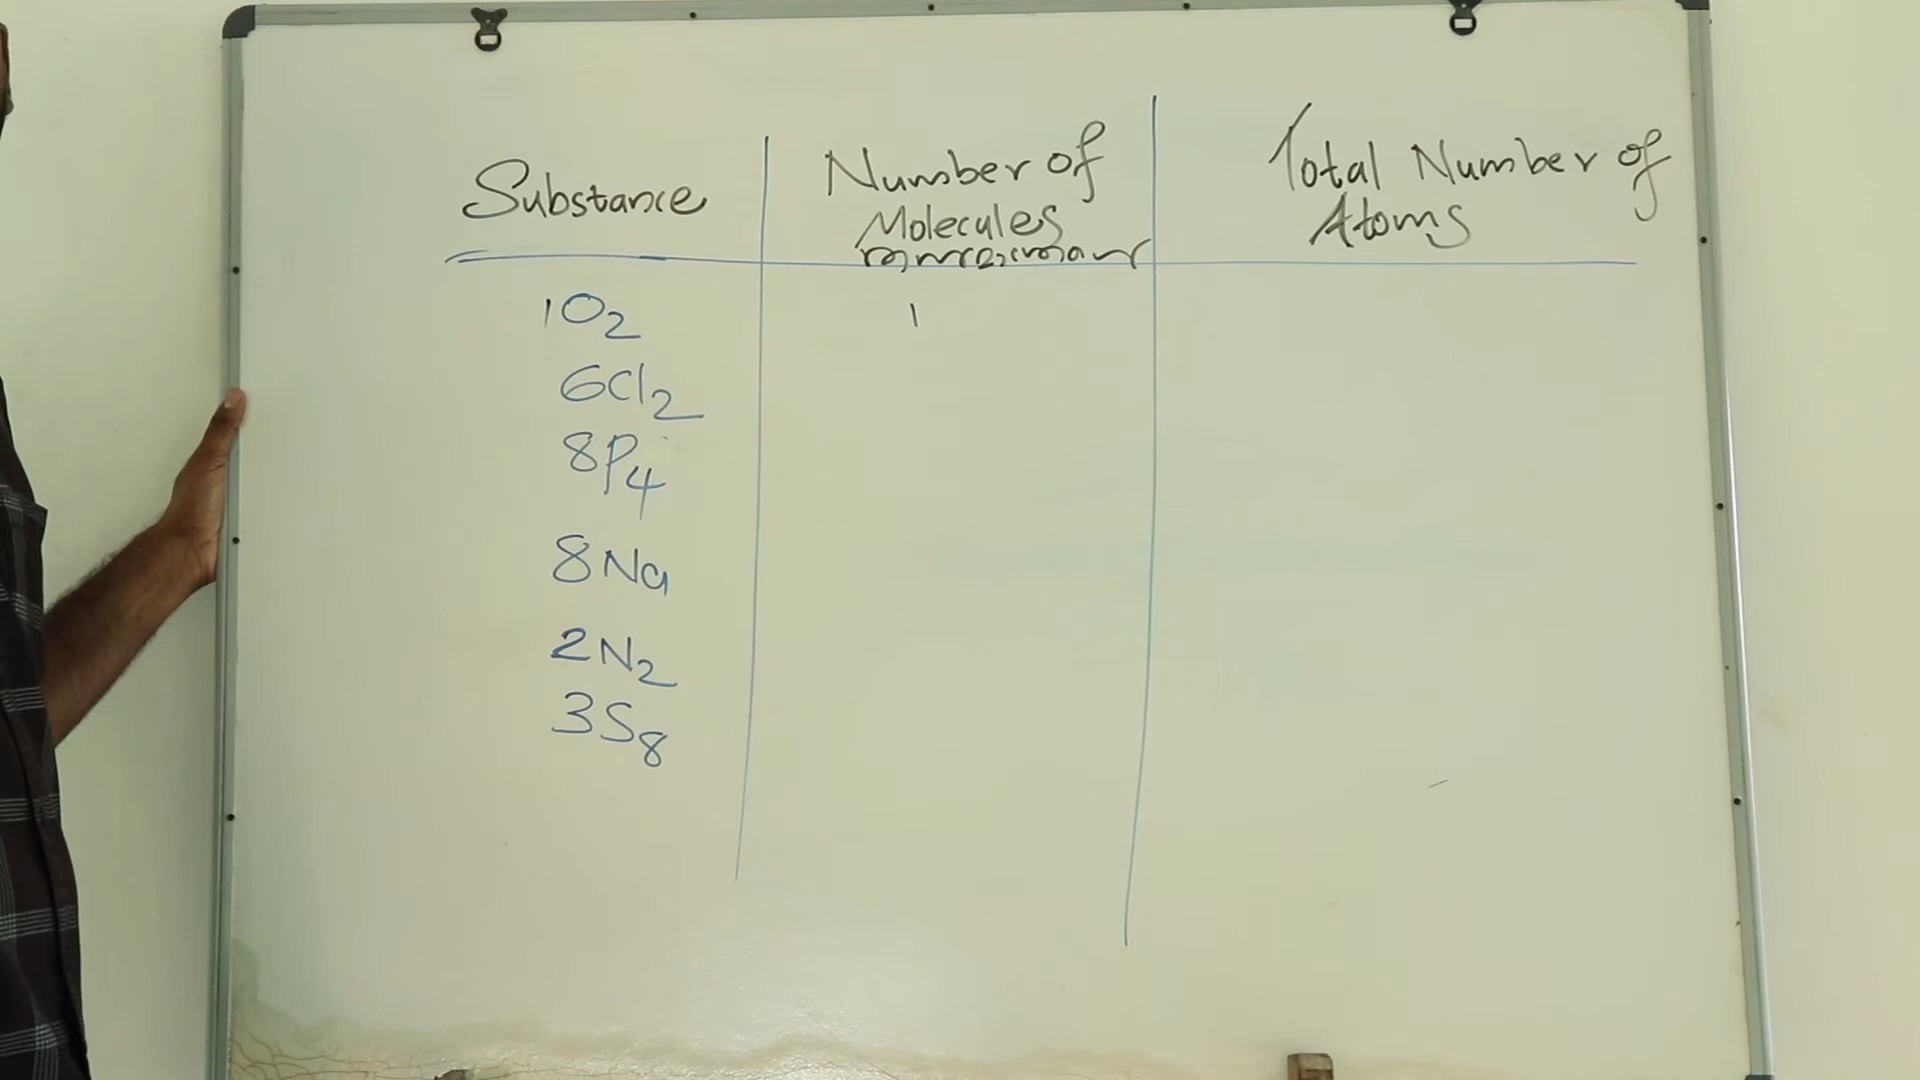 Substance
Number of
Molecules
Total Number of
Atoms
1O₂
1
6Cl₂
8P₄
8Na
2N₂
3S₈